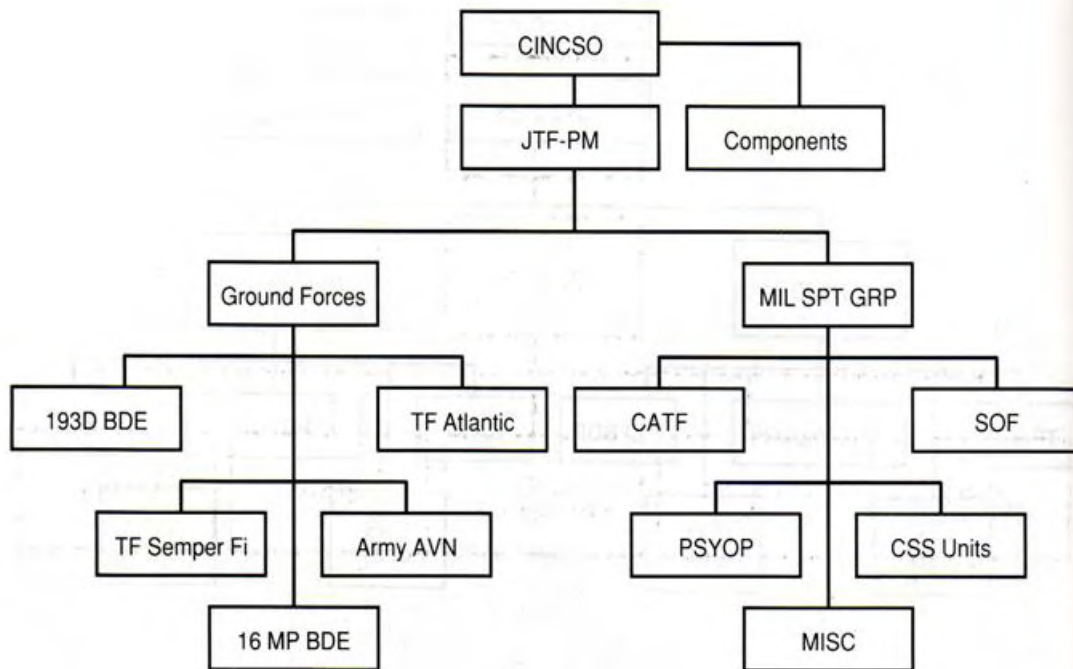 CINCSO
JTF-PM
Components
Ground Forces
MIL SPT GRP
193D BDE
TF Atlantic
CATF
SOF
TF Semper Fi
Army AVN
PSYOP
CSS Units
16 MP BDE
MISC